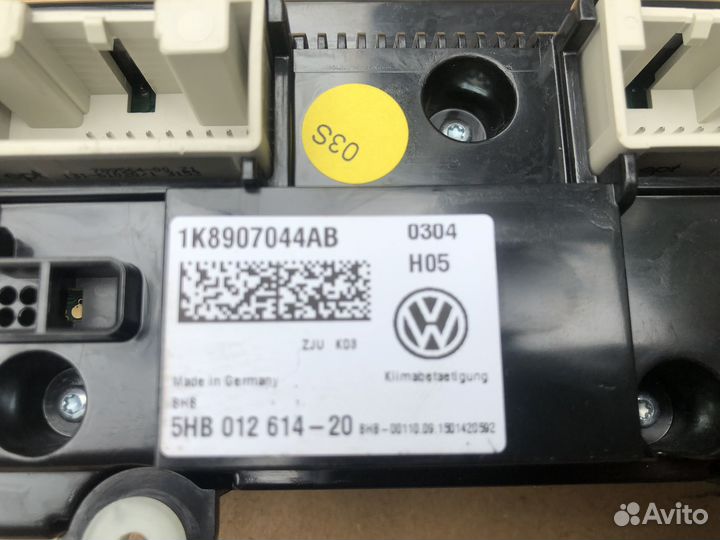 03S
1K8907044AB 0304
H05
ZJU K03
Made in Germany
Klimabetaetigung
BHB
5HB 012 614-20 BHB-00110.09.1501420592
Avito